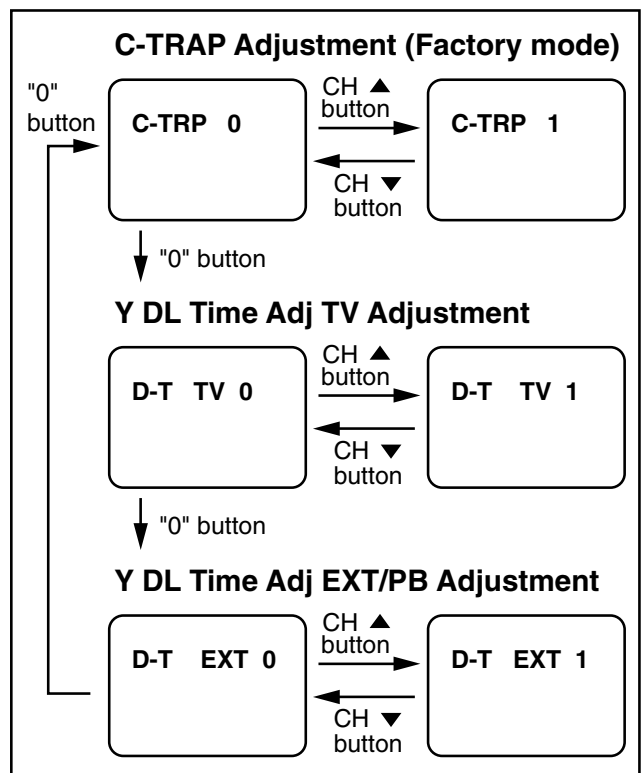 C-TRAP Adjustment (Factory mode)
"0"
button
C-TRP 0
CH ▲
button
CH ▼
button
C-TRP 1
"0" button
Y DL Time Adj TV Adjustment
D-T TV 0
CH ▲
button
CH ▼
button
D-T TV 1
"0" button
Y DL Time Adj EXT/PB Adjustment
D-T EXT 0
CH ▲
button
CH ▼
button
D-T EXT 1